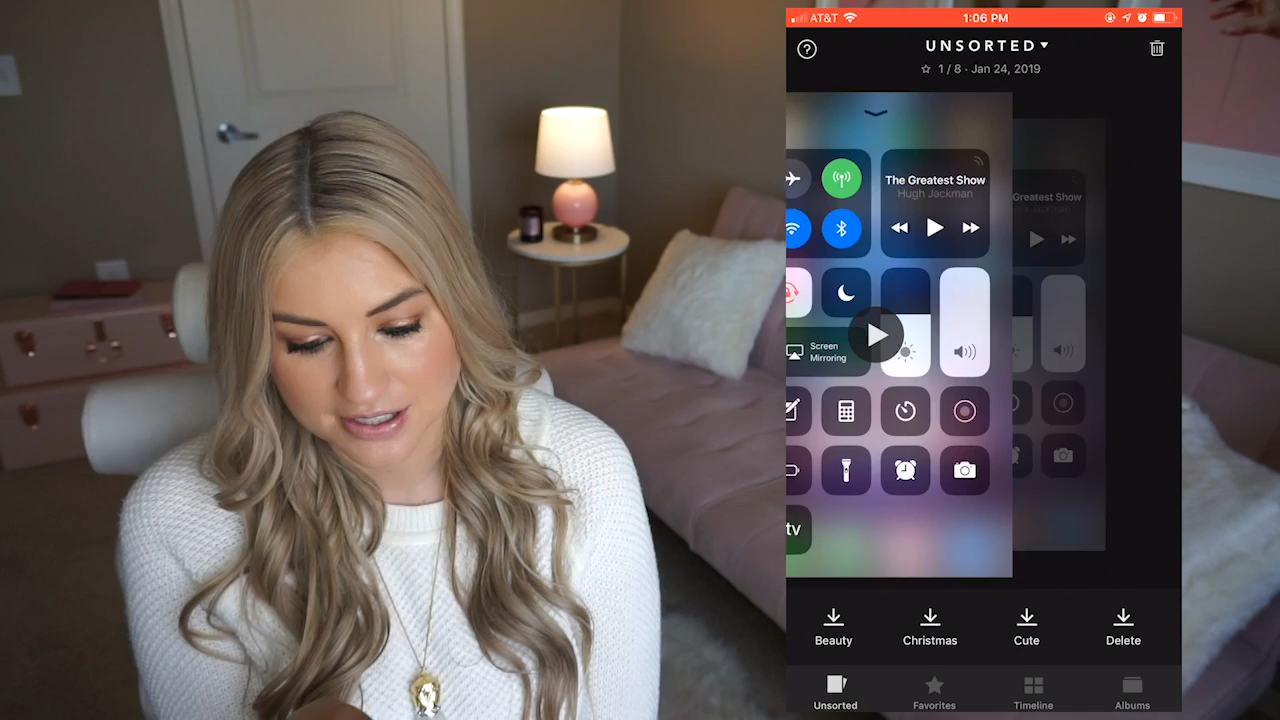 AT&T 1:06 PM
UNSORTED
1 / 8 · Jan 24, 2019
The Greatest Show
Hugh Jackman
Greatest Show
Screen
Mirroring
tv
Beauty Christmas Cute Delete
Unsorted Favorites Timeline Albums